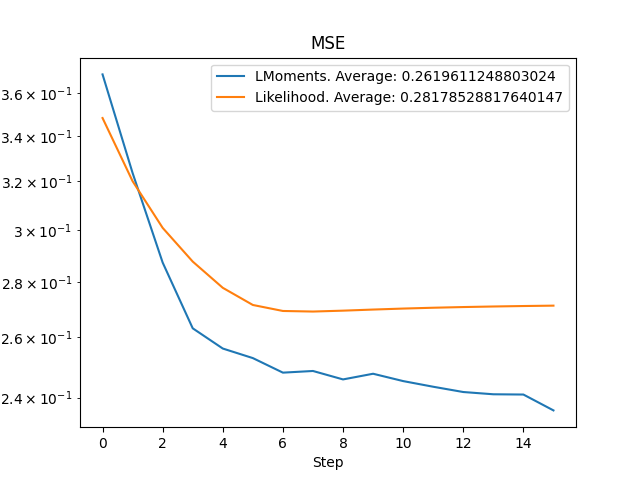 MSE
LMoments. Average: 0.2619611248803024
Likelihood. Average: 0.28178528817640147
3.6 × 10⁻¹
3.4 × 10⁻¹
3.2 × 10⁻¹
3 × 10⁻¹
2.8 × 10⁻¹
2.6 × 10⁻¹
2.4 × 10⁻¹
0 2 4 6 8 10 12 14
Step